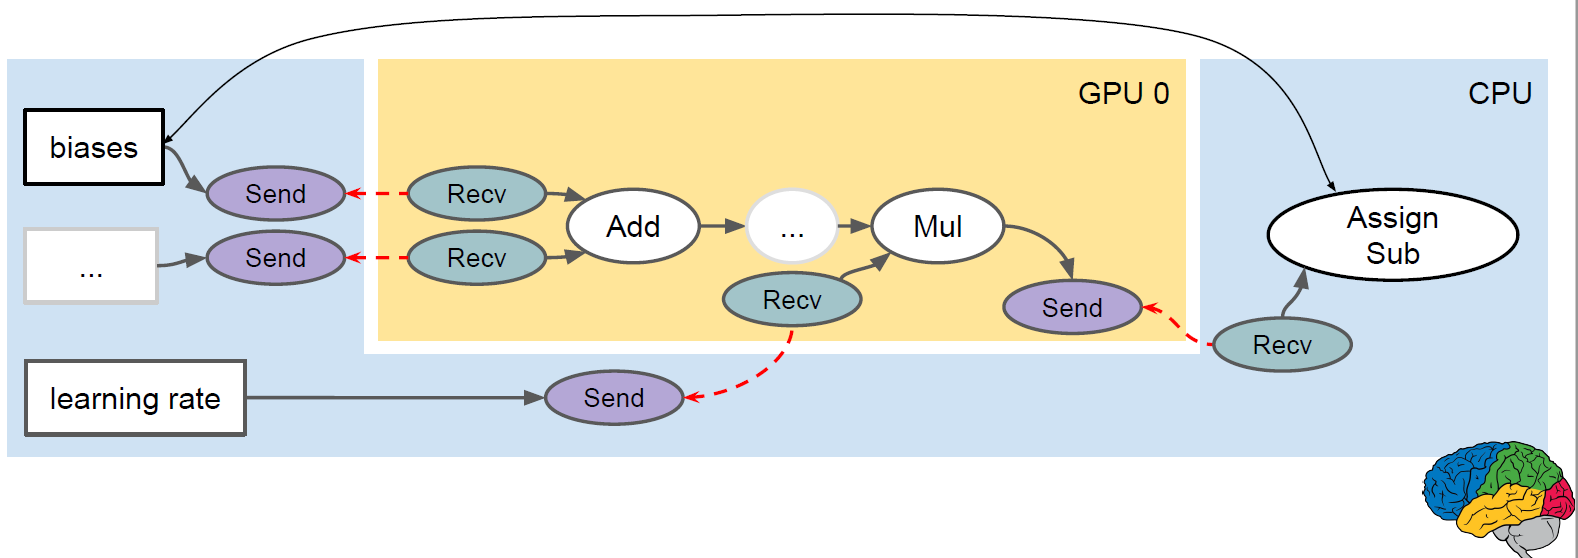 GPU 0
CPU
biases
Send
Recv
Add
...
Mul
Assign
Sub
...
Send
Recv
Recv
Send
Recv
learning rate
Send